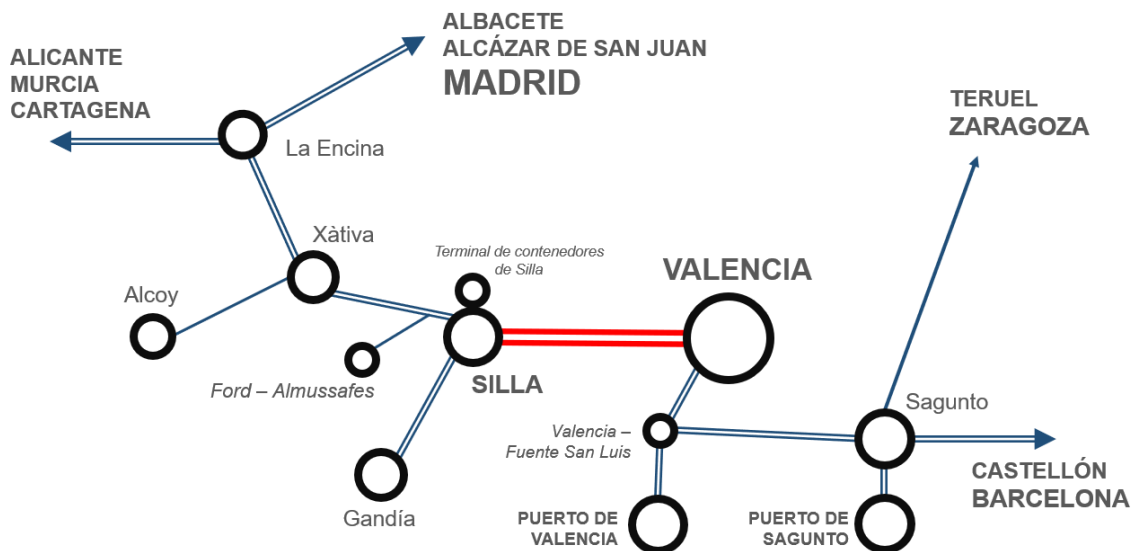 ALBACETE
ALCÁZAR DE SAN JUAN
MADRID
ALICANTE
MURCIA
CARTAGENA
TERUEL
ZARAGOZA
La Encina
Xàtiva
Terminal de contenedores
de Silla
VALENCIA
Alcoy
Ford – Almussafes
SILLA
Sagunto
Valencia –
Fuente San Luis
CASTELLÓN
BARCELONA
Gandía
PUERTO DE
VALENCIA
PUERTO DE
SAGUNTO